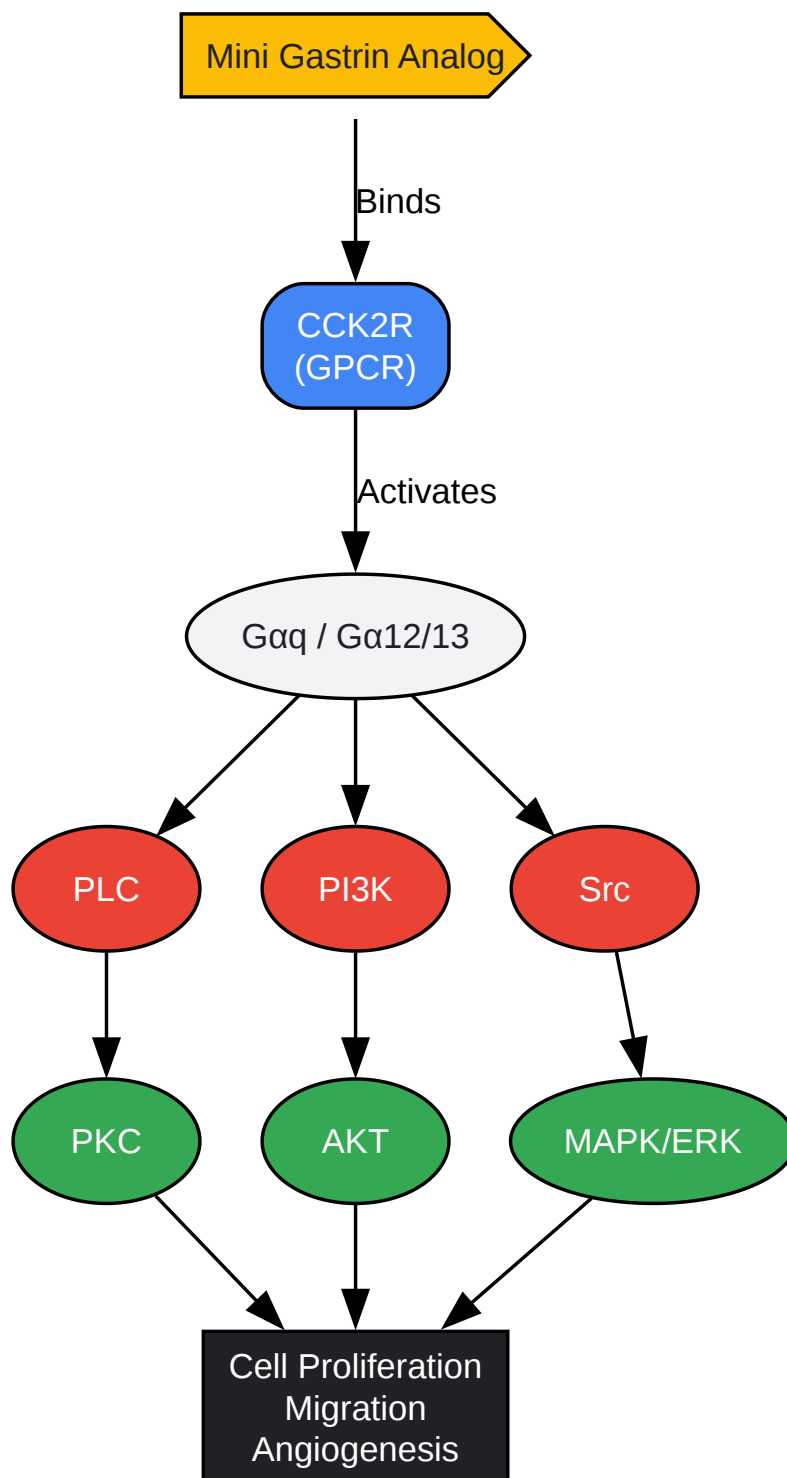 Mini Gastrin Analog
Binds
CCK2R
(GPCR)
Activates
Gαq / Gα12/13
PLC
PI3K
Src
PKC
AKT
MAPK/ERK
Cell Proliferation
Migration
Angiogenesis